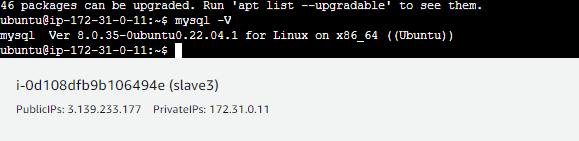 46 packages can be upgraded. Run 'apt list --upgradable' to see them.
ubuntu@ip-172-31-0-11:~$ mysql -V
mysql  Ver 8.0.35-0ubuntu0.22.04.1 for Linux on x86_64 ((Ubuntu))
ubuntu@ip-172-31-0-11:~$
i-0d108dfb9b106494e (slave3)
PublicIPs: 3.139.233.177 PrivateIPs: 172.31.0.11